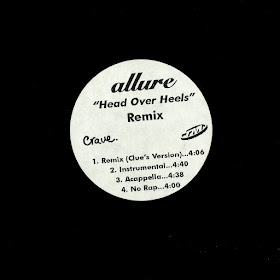 allure
"Head Over Heels"
Remix
Crave.
1. Remix (Clue's Version)...4:06
2. Instrumental...4:40
3. Acappella...4:38
4. No Rap...4:00